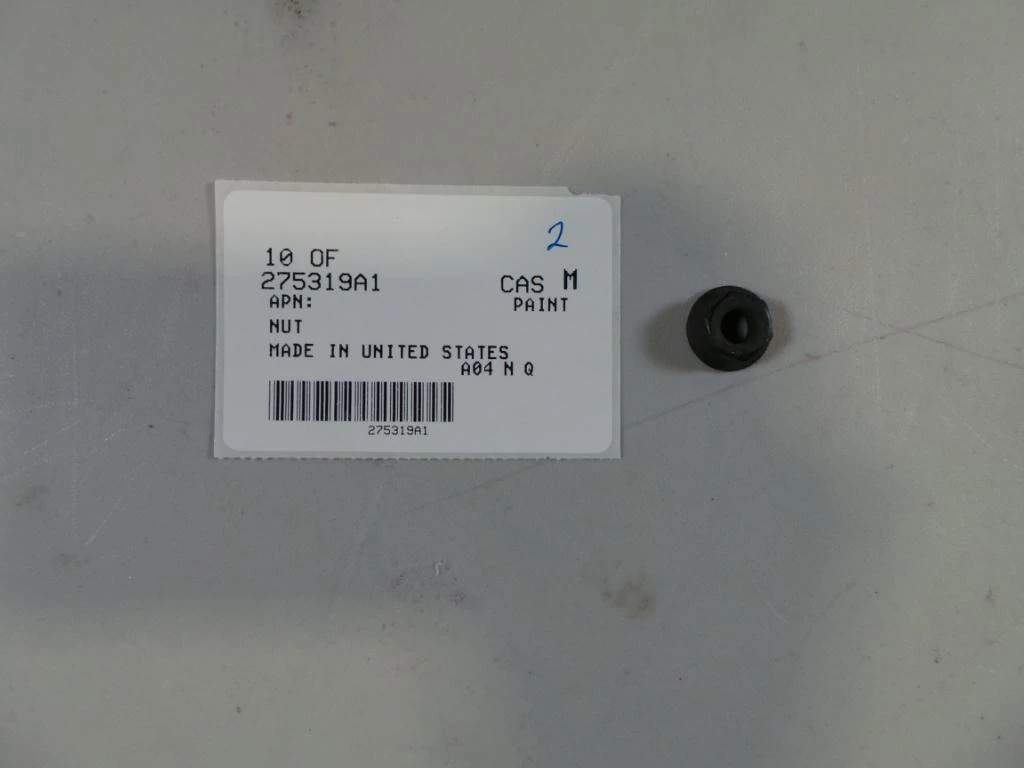 2
10 OF
275319A1 CAS M
APN: PAINT
NUT
MADE IN UNITED STATES
A04 N Q
275319A1